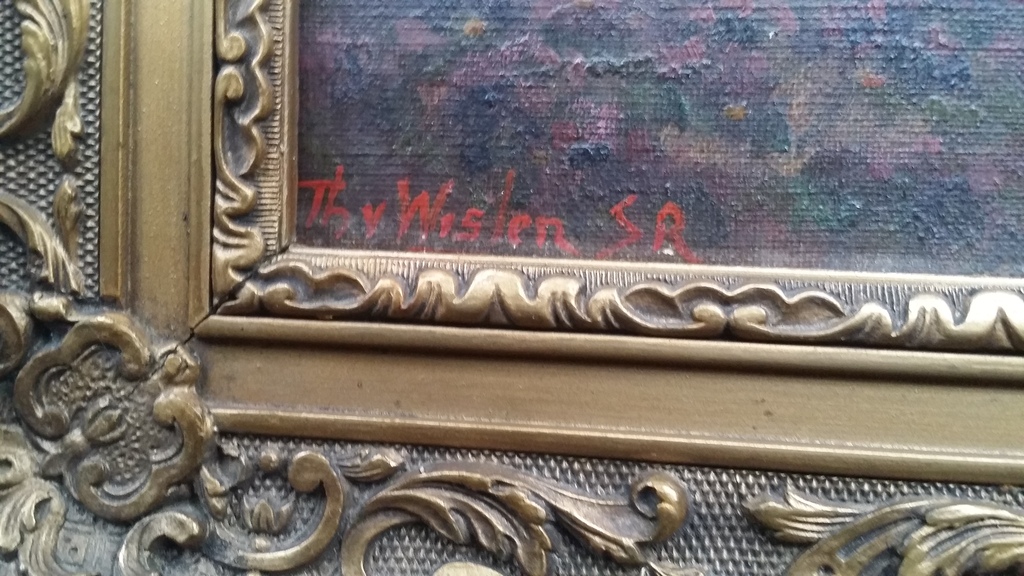 Th v Wislen SR